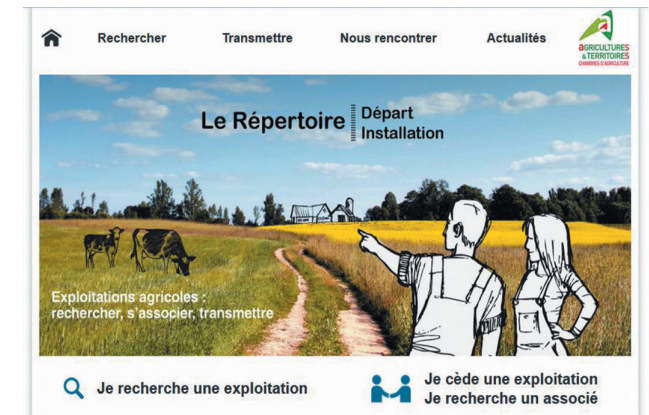 Rechercher Transmettre Nous rencontrer Actualités
AGRICULTURES
& TERRITOIRES
CHAMBRES D'AGRICULTURE
Le Répertoire Départ
Installation
Exploitations agricoles :
rechercher, s'associer, transmettre
Je recherche une exploitation
Je cède une exploitation
Je recherche un associé